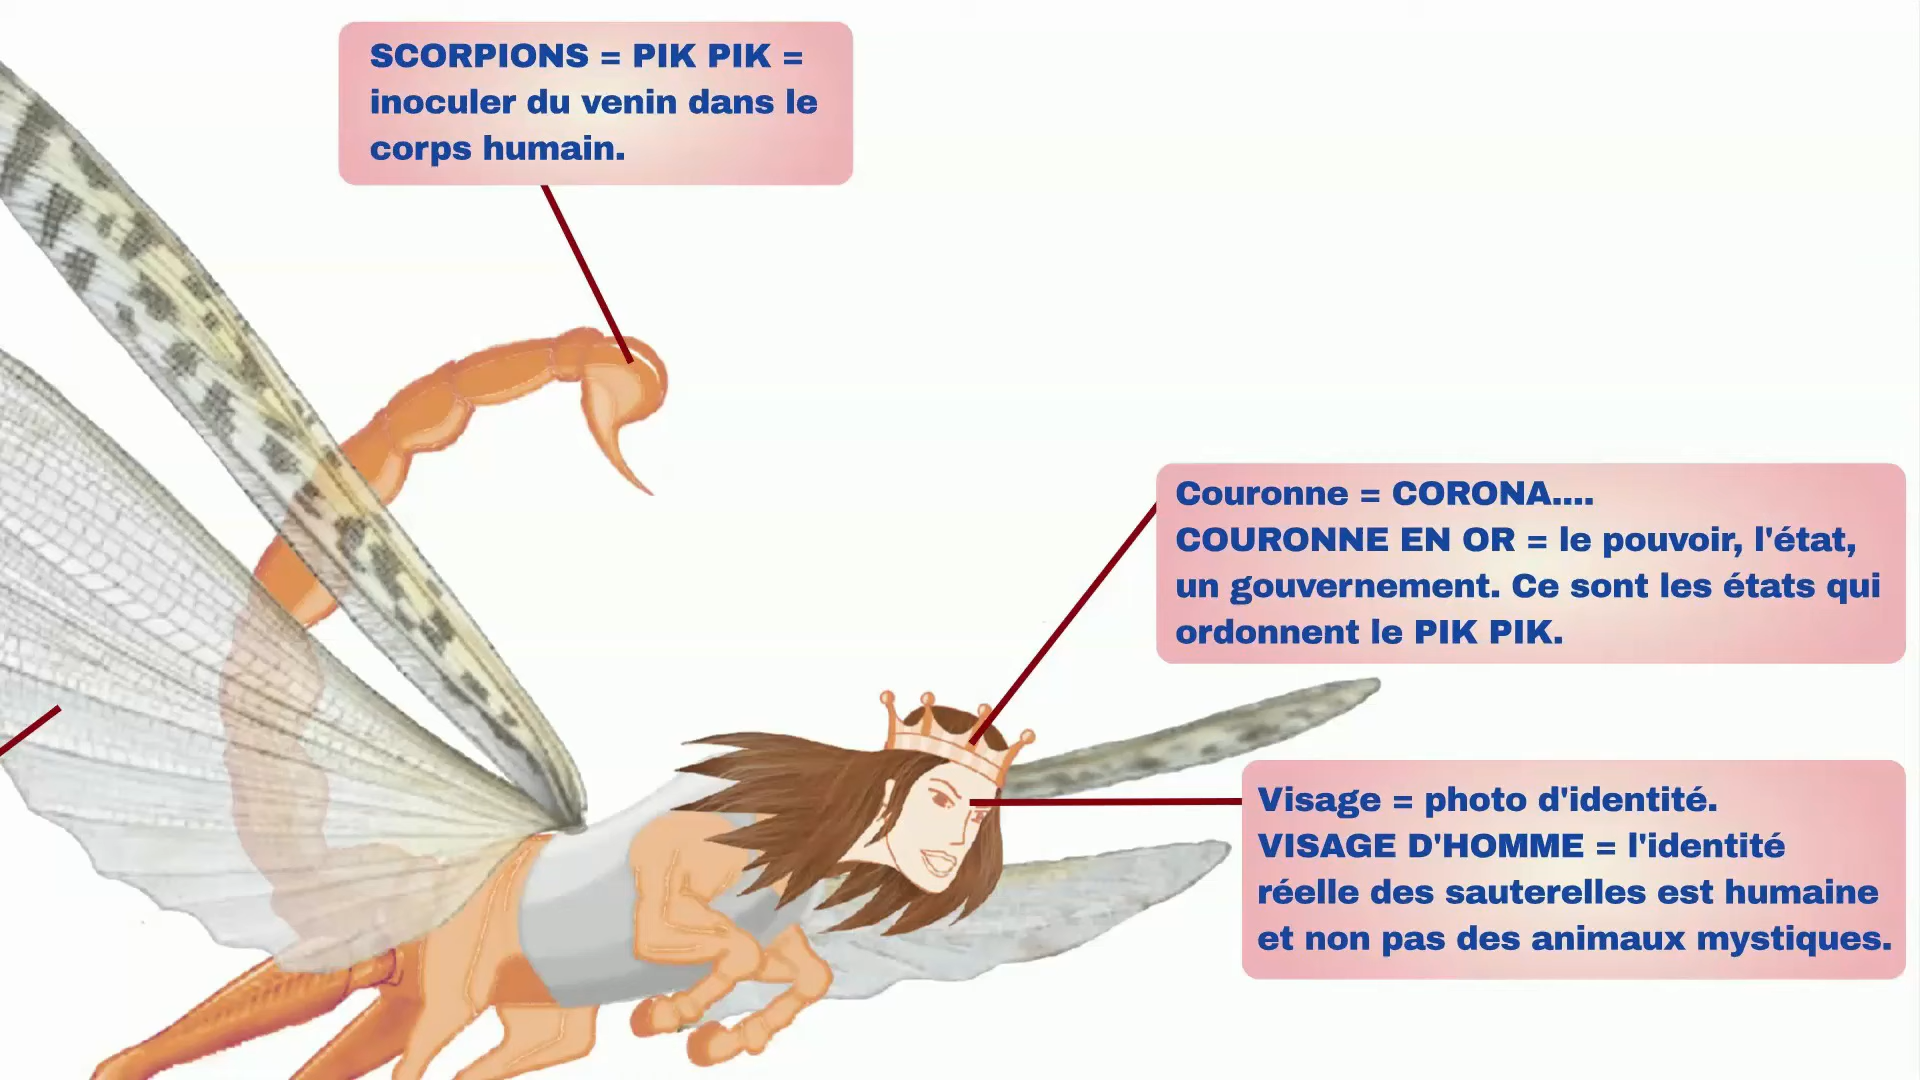 SCORPIONS = PIK PIK =
inoculer du venin dans le
corps humain.
Couronne = CORONA....
COURONNE EN OR = le pouvoir, l'état,
un gouvernement. Ce sont les états qui
ordonnent le PIK PIK.
Visage = photo d'identité.
VISAGE D'HOMME = l'identité
réelle des sauterelles est humaine
et non pas des animaux mystiques.